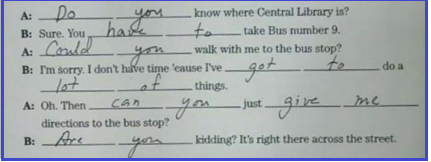 A: Do you know where Central Library is?
B: Sure. You have to take Bus number 9.
A: Could you walk with me to the bus stop?
B: I'm sorry. I don't have time 'cause I've got to do a
lot of things.
A: Oh. Then can you just give me
directions to the bus stop?
B: Are you kidding? It's right there across the street.